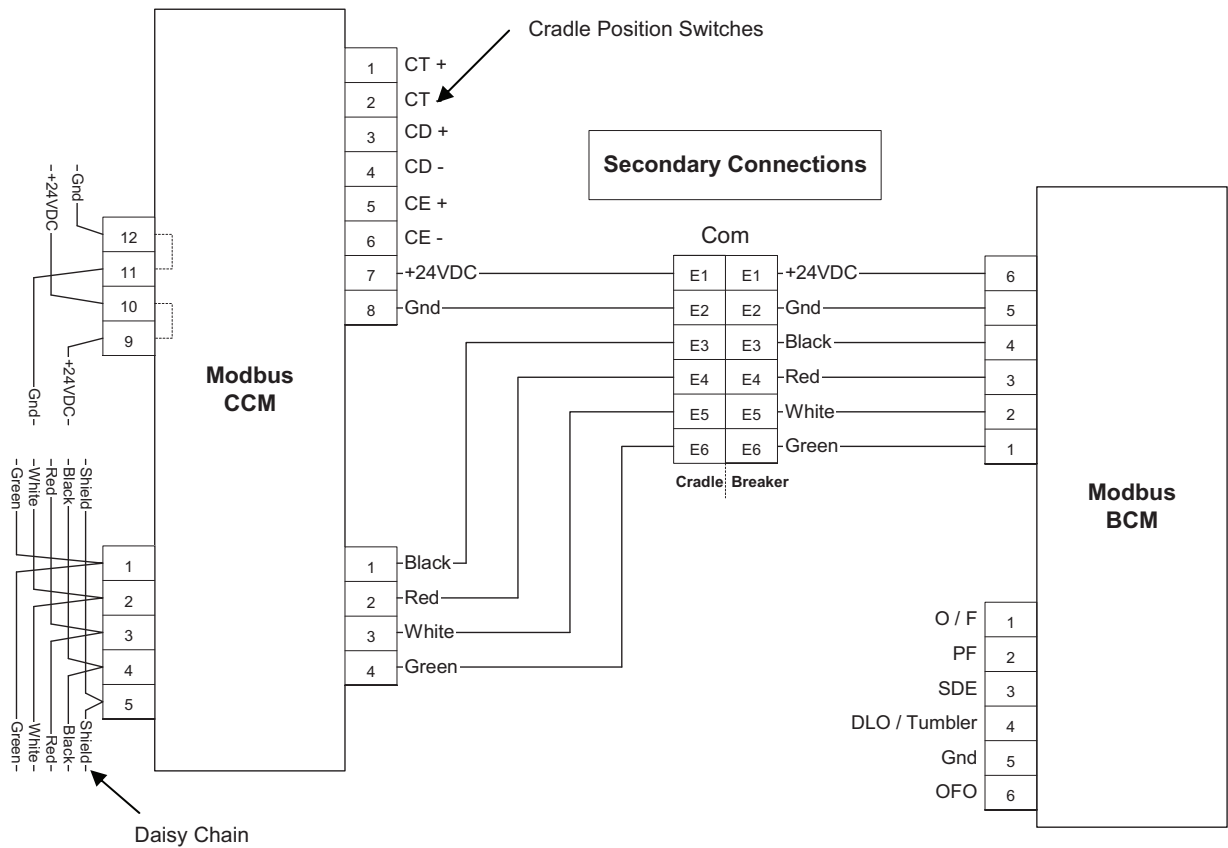 Cradle Position Switches
1 CT +
2 CT
3 CD +
4 CD -
5 CE +
6 CE -
7 +24VDC
8 Gnd
Secondary Connections
Com
E1 E1 +24VDC 6
E2 E2 Gnd 5
E3 E3 Black 4
E4 E4 Red 3
E5 E5 White 2
E6 E6 Green 1
Cradle Breaker
Gnd
+24VDC
12
11
10
9
+24VDC
Gnd
Modbus
CCM
Shield
Black
Red
White
Green
1
2
3
4
5
Shield
Black
Red
White
Green
Daisy Chain
1 Black
2 Red
3 White
4 Green
Modbus
BCM
O / F 1
PF 2
SDE 3
DLO / Tumbler 4
Gnd 5
OFO 6